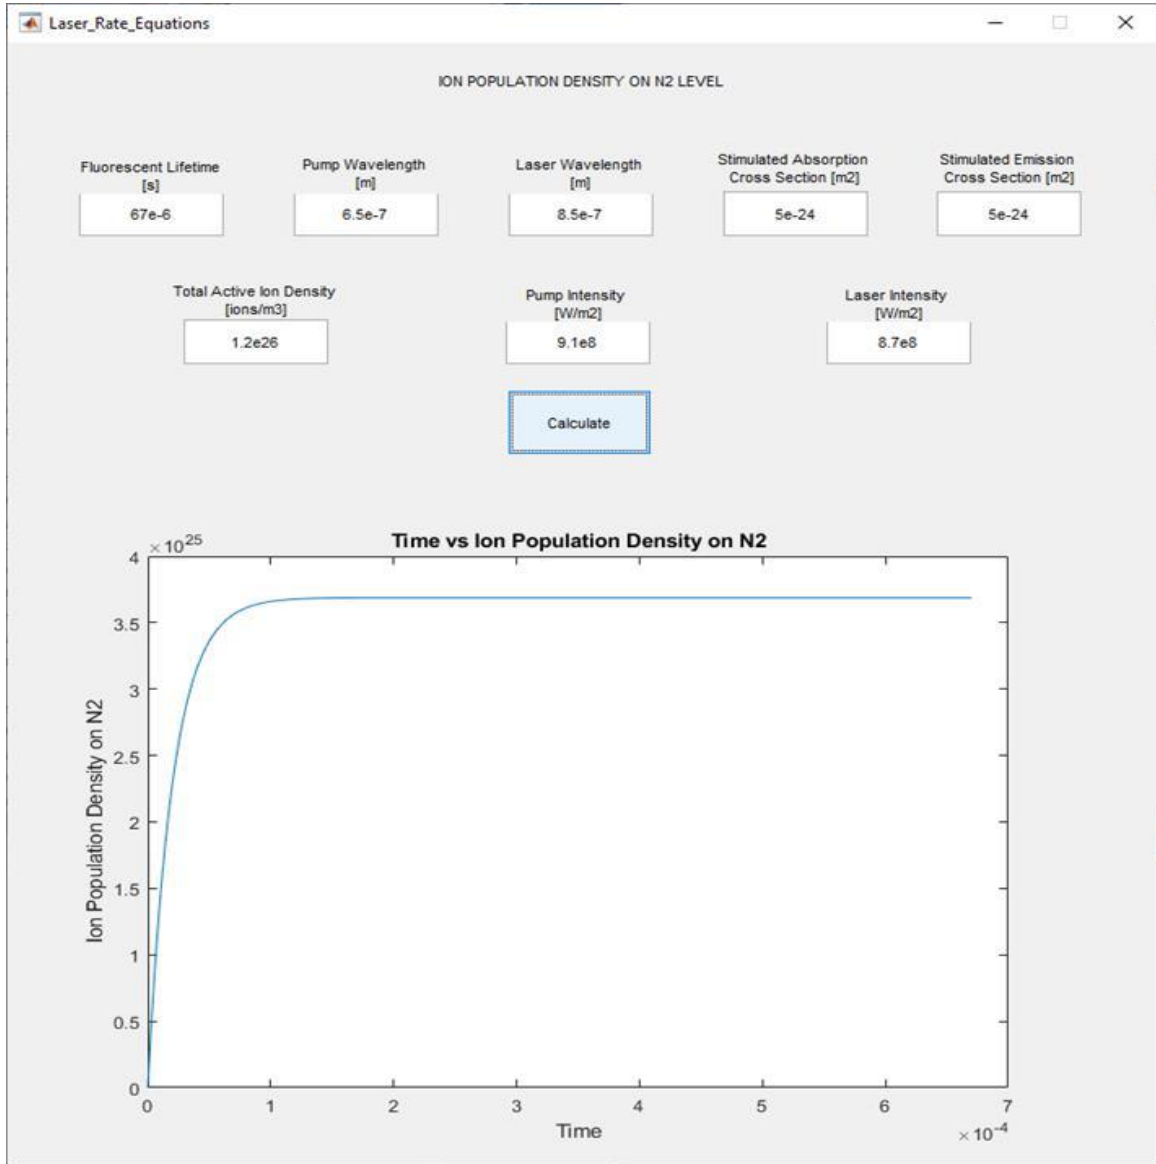 Laser_Rate_Equations
ION POPULATION DENSITY ON N2 LEVEL
Fluorescent Lifetime
[s]
67e-6
Pump Wavelength
[m]
6.5e-7
Laser Wavelength
[m]
8.5e-7
Stimulated Absorption
Cross Section [m2]
5e-24
Stimulated Emission
Cross Section [m2]
5e-24
Total Active Ion Density
[ions/m3]
1.2e26
Pump Intensity
[W/m2]
9.1e8
Laser Intensity
[W/m2]
8.7e8
Calculate
Time vs Ion Population Density on N2
× 10^25
4
3.5
3
2.5
2
1.5
1
0.5
0
Ion Population Density on N2
0 1 2 3 4 5 6 7
Time
× 10^-4